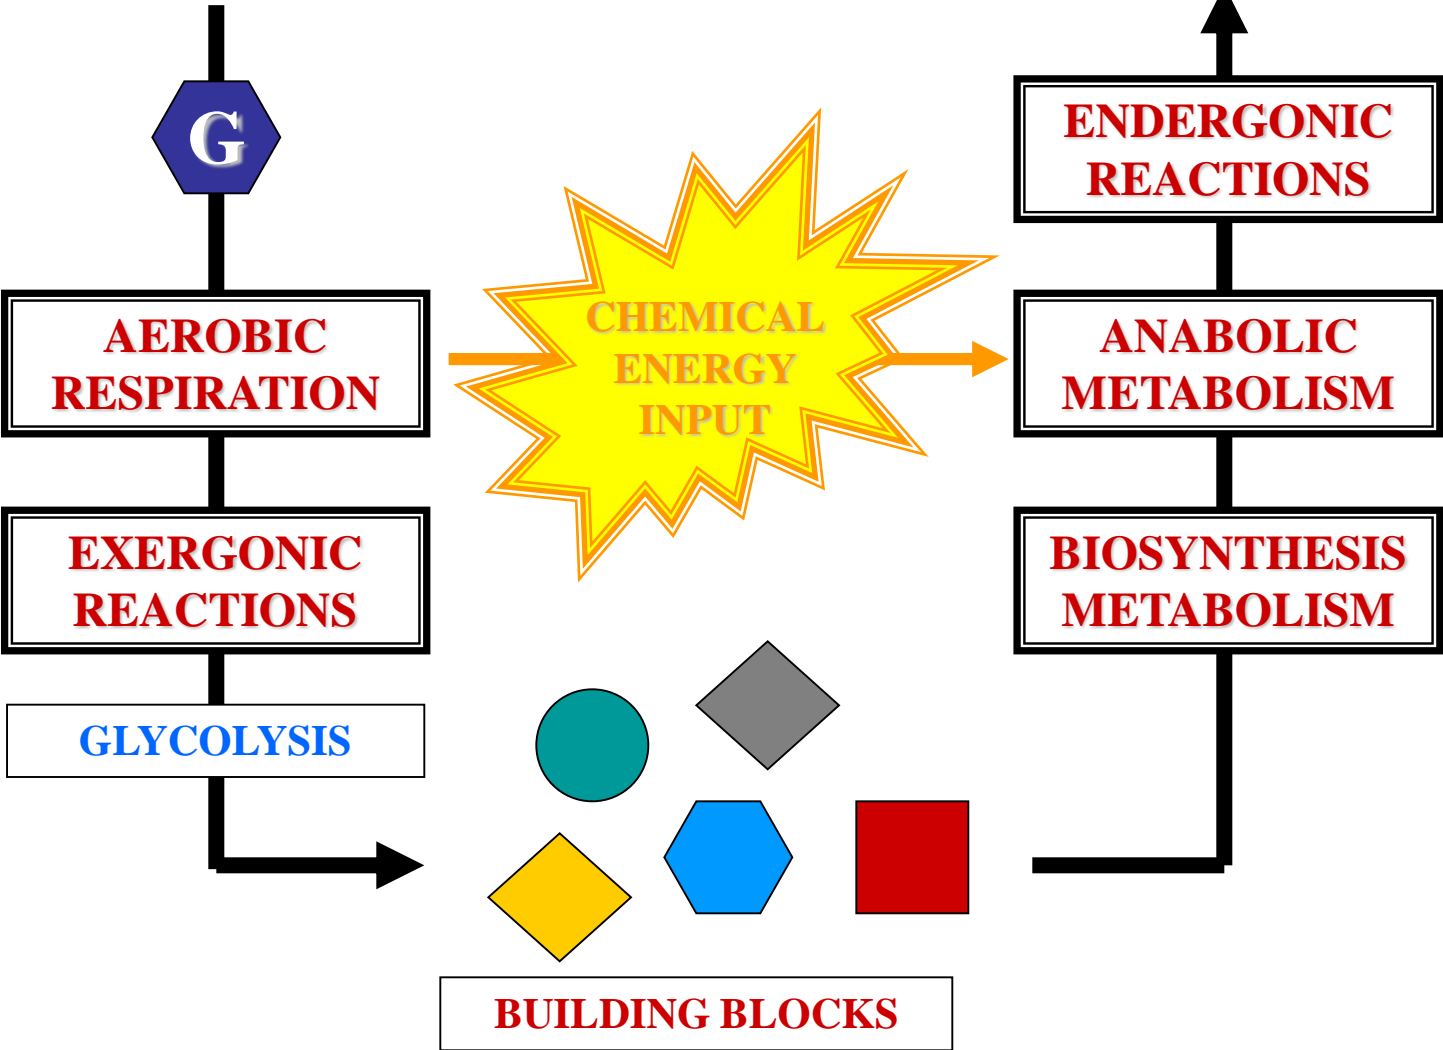 G
AEROBIC
RESPIRATION
EXERGONIC
REACTIONS
GLYCOLYSIS
CHEMICAL
ENERGY
INPUT
BUILDING BLOCKS
ENDERGONIC
REACTIONS
ANABOLIC
METABOLISM
BIOSYNTHESIS
METABOLISM